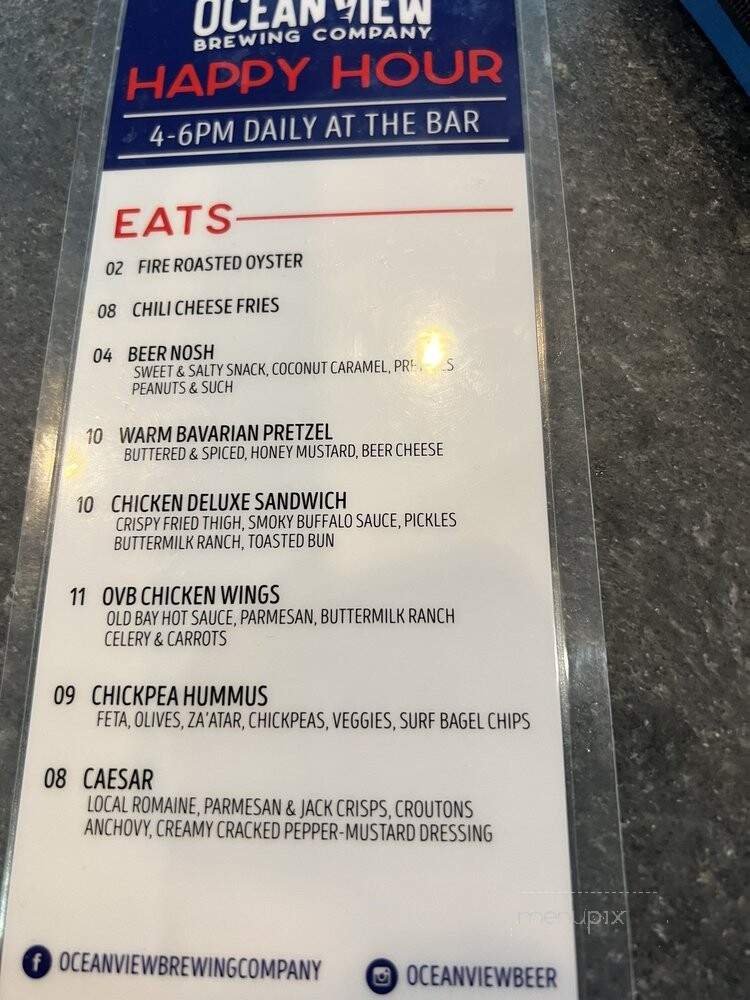 OCEAN VIEW
BREWING COMPANY
HAPPY HOUR
4-6PM DAILY AT THE BAR
EATS
02 FIRE ROASTED OYSTER
08 CHILI CHEESE FRIES
04 BEER NOSH
SWEET & SALTY SNACK, COCONUT CARAMEL,
PEANUTS & SUCH
10 WARM BAVARIAN PRETZEL
BUTTERED & SPICED, HONEY MUSTARD, BEER CHEESE
10 CHICKEN DELUXE SANDWICH
CRISPY FRIED THIGH, SMOKY BUFFALO SAUCE, PICKLES
BUTTERMILK RANCH, TOASTED BUN
11 OVB CHICKEN WINGS
OLD BAY HOT SAUCE, PARMESAN, BUTTERMILK RANCH
CELERY & CARROTS
09 CHICKPEA HUMMUS
FETA, OLIVES, ZA'ATAR, CHICKPEAS, VEGGIES, SURF BAGEL CHIPS
08 CAESAR
LOCAL ROMAINE, PARMESAN & JACK CRISPS, CROUTONS
ANCHOVY, CREAMY CRACKED PEPPER-MUSTARD DRESSING
menupix
OCEANVIEWBREWINGCOMPANY
OCEANVIEWBEER